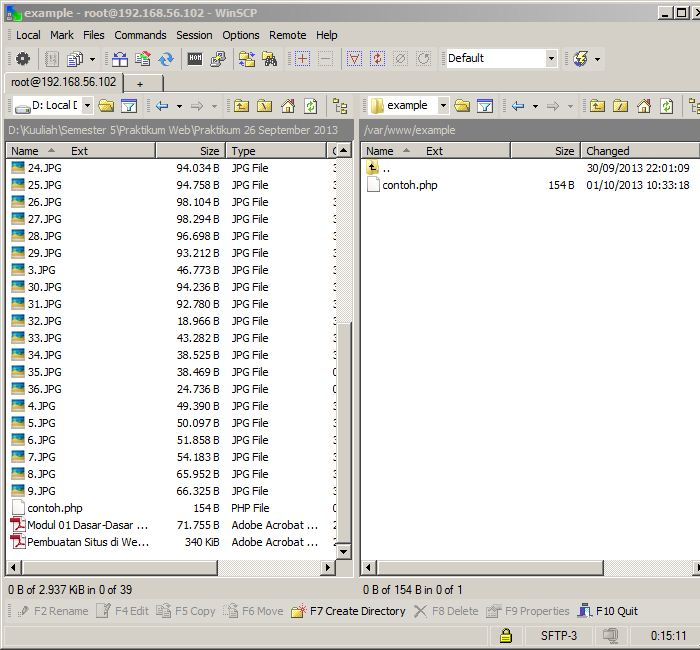 example - root@192.168.56.102 - WinSCP
Local Mark Files Commands Session Options Remote Help
Default
root@192.168.56.102 +
D: Local D
D:\Kuuliah\Semester 5\Praktikum Web\Praktikum 26 September 2013
Name Ext Size Type
24.JPG 94.034 B JPG File
25.JPG 94.758 B JPG File
26.JPG 98.104 B JPG File
27.JPG 98.294 B JPG File
28.JPG 96.698 B JPG File
29.JPG 93.212 B JPG File
3.JPG 46.773 B JPG File
30.JPG 94.236 B JPG File
31.JPG 92.780 B JPG File
32.JPG 18.966 B JPG File
33.JPG 43.282 B JPG File
34.JPG 38.525 B JPG File
35.JPG 38.469 B JPG File
36.JPG 24.736 B JPG File
4.JPG 49.390 B JPG File
5.JPG 50.097 B JPG File
6.JPG 51.858 B JPG File
7.JPG 54.183 B JPG File
8.JPG 65.952 B JPG File
9.JPG 66.325 B JPG File
contoh.php 154 B PHP File
Modul 01 Dasar-Dasar ... 71.755 B Adobe Acrobat ...
Pembuatan Situs di We... 340 KiB Adobe Acrobat ...
0 B of 2.937 KiB in 0 of 39
example
/var/www/example
Name Ext Size Changed
.. 30/09/2013 22:01:09
contoh.php 154 B 01/10/2013 10:33:18
0 B of 154 B in 0 of 1
F2 Rename F4 Edit F5 Copy F6 Move F7 Create Directory F8 Delete F9 Properties F10 Quit
SFTP-3 0:15:11